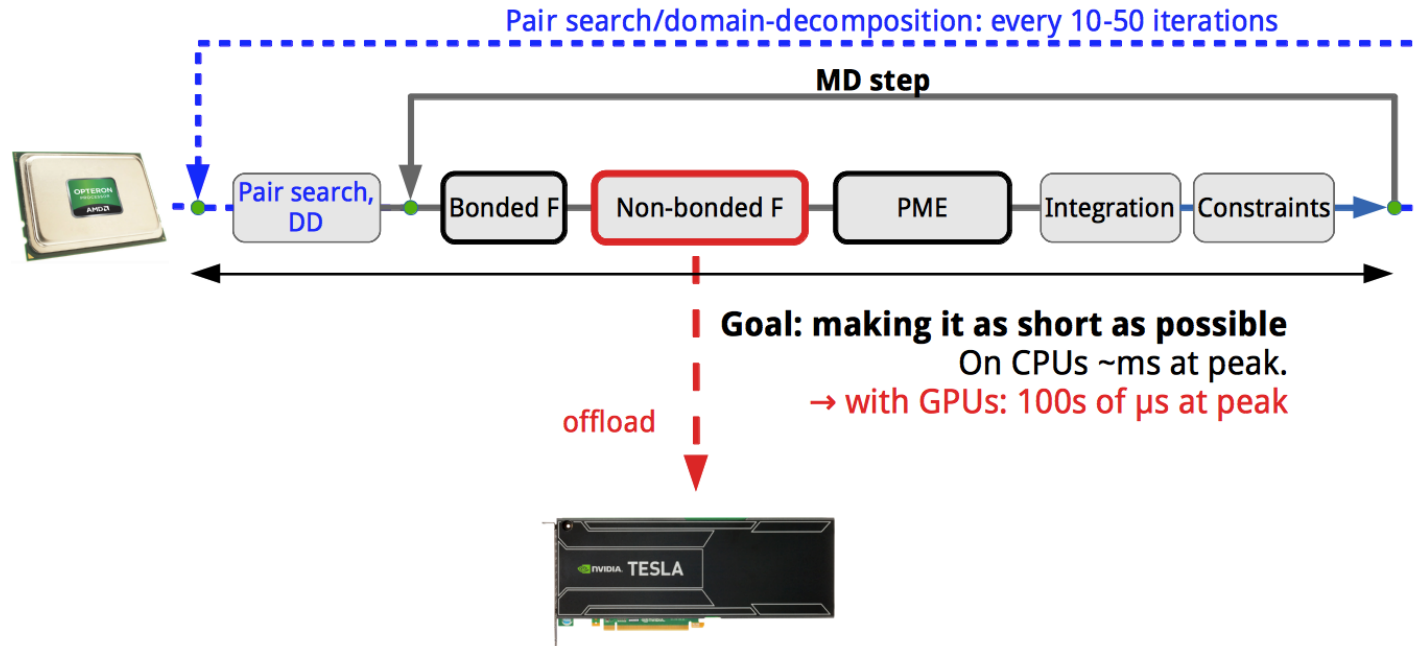 Pair search/domain-decomposition: every 10-50 iterations
MD step
OPTERON
PROCESSOR
AMD
Pair search,
DD
Bonded F
Non-bonded F
PME
Integration
Constraints
Goal: making it as short as possible
On CPUs ~ms at peak.
→ with GPUs: 100s of µs at peak
offload
NVIDIA. TESLA